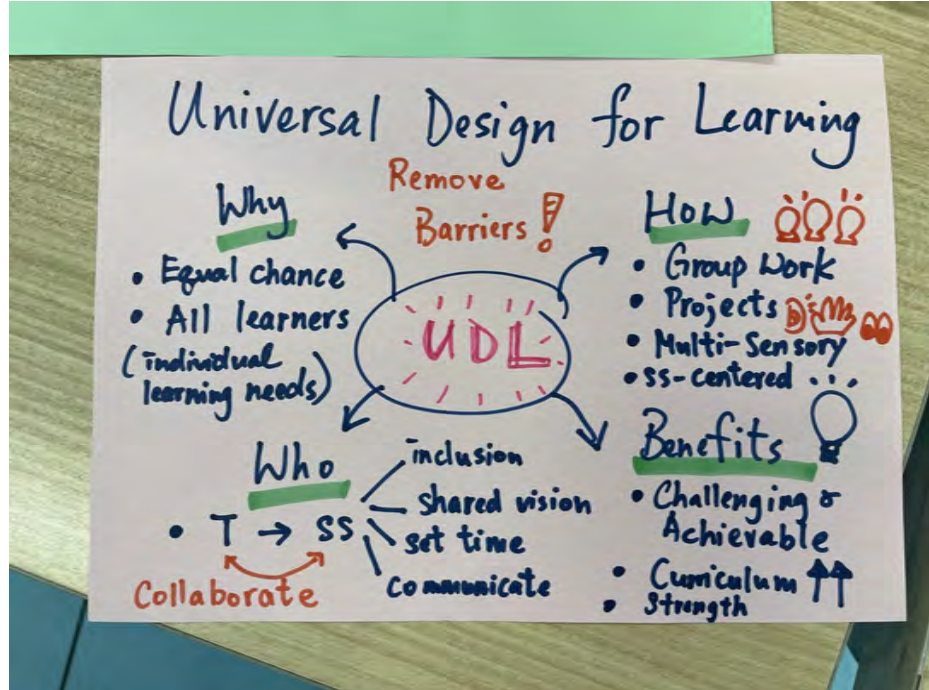 Universal Design for Learning
Remove
Barriers!
UDL
Why
• Equal chance
• All learners
(individual
learning needs)
How
• Group Work
• Projects
• Multi-Sensory
• SS-centered
Who
• T → SS
Collaborate
inclusion
shared vision
set time
communicate
Benefits
• Challenging &
Achievable
• Curriculum ↑↑
• Strength